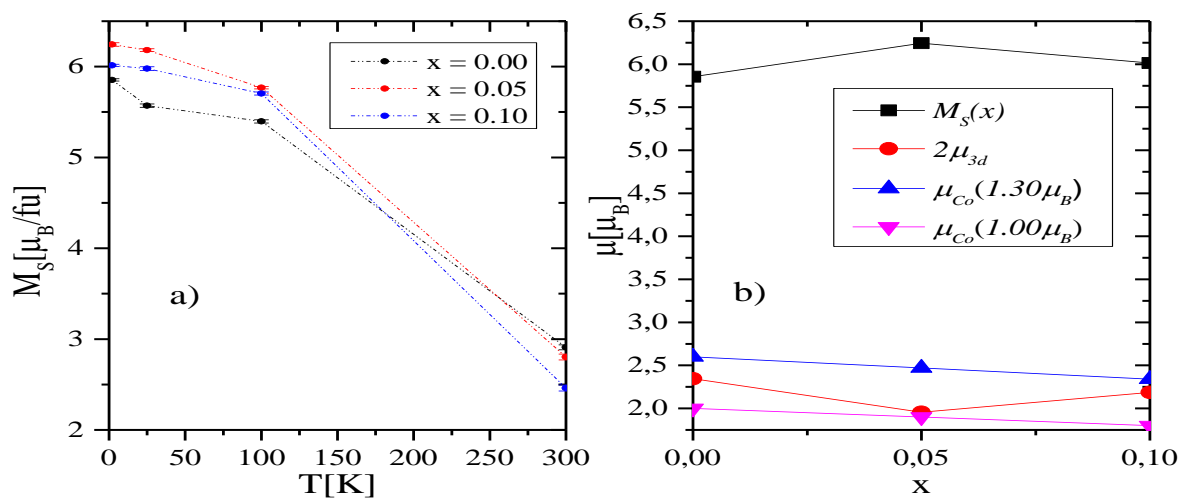 6
5
4
3
2
M_S[μ_B/fu]
x = 0.00
x = 0.05
x = 0.10
a)
0 50 100 150 200 250 300
T[K]
6,5
6,0
5,5
5,0
4,5
4,0
3,5
3,0
2,5
2,0
μ[μ_B]
M_S(x)
2μ_3d
μ_Co(1.30μ_B)
μ_Co(1.00μ_B)
b)
0,00 0,05 0,10
x